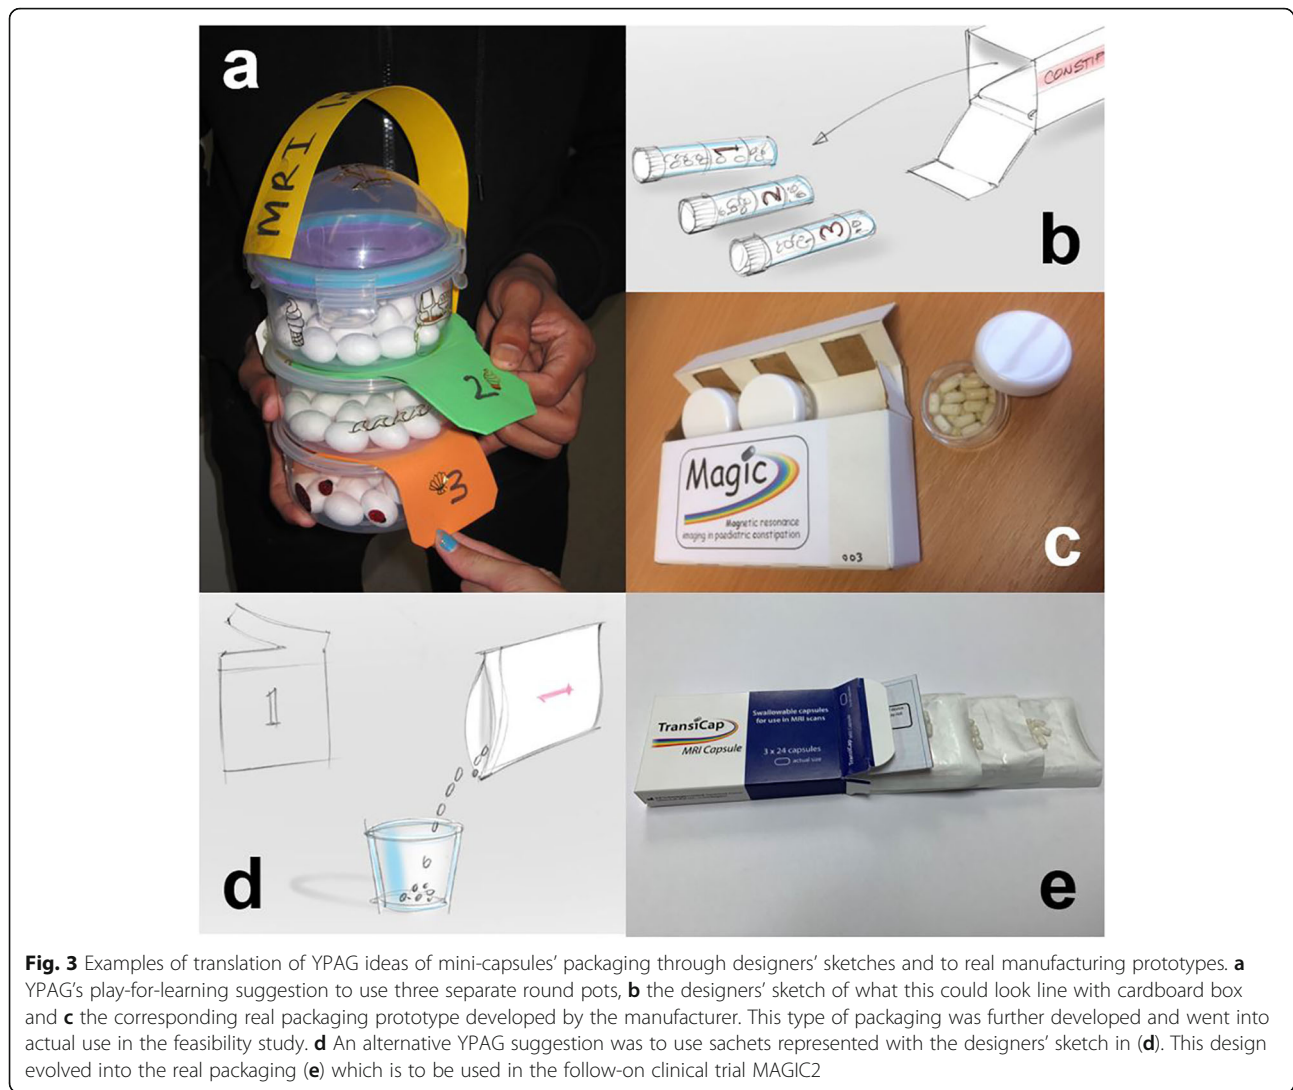 a
MRI
2
3
b
CONSTIP
1
2
3
c
Magic
Magnetic resonance
imaging in paediatric constipation
003
d
1
1
6
e
TransiCap
MRI Capsule
Swallowable capsules
for use in MRI scans
3 x 24 capsules
actual size
Fig. 3 Examples of translation of YPAG ideas of mini-capsules’ packaging through designers’ sketches and to real manufacturing prototypes. a
YPAG’s play-for-learning suggestion to use three separate round pots, b the designers’ sketch of what this could look line with cardboard box
and c the corresponding real packaging prototype developed by the manufacturer. This type of packaging was further developed and went into
actual use in the feasibility study. d An alternative YPAG suggestion was to use sachets represented with the designers’ sketch in (d). This design
evolved into the real packaging (e) which is to be used in the follow-on clinical trial MAGIC2